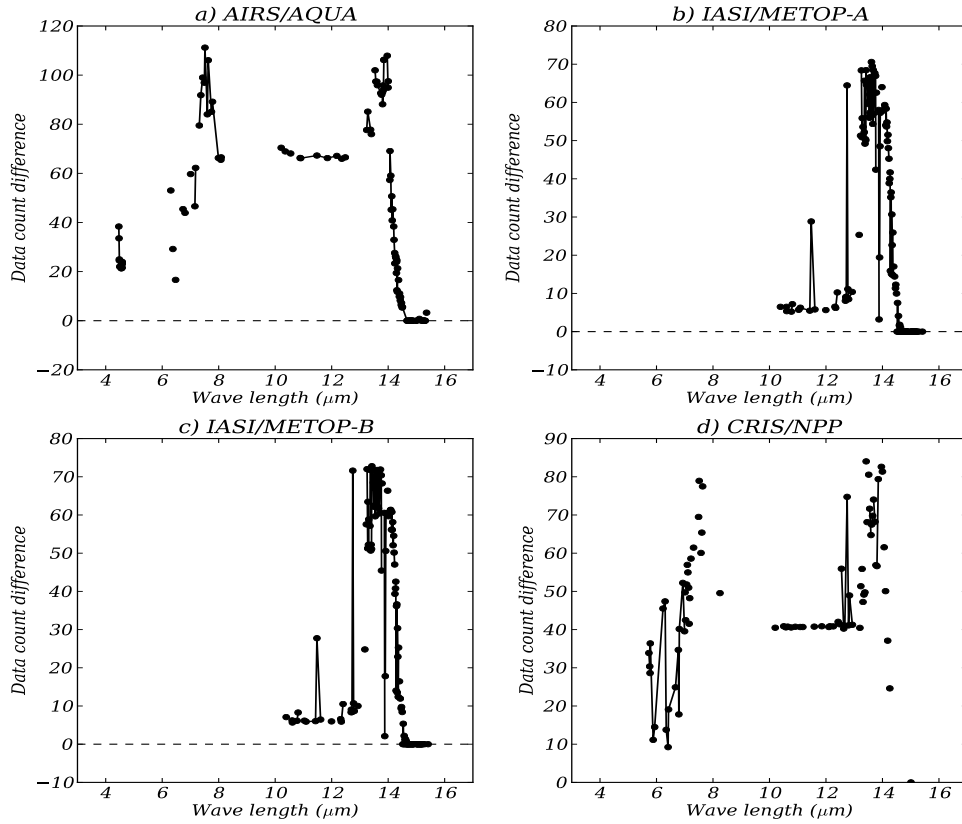 a) AIRS/AQUA
120
100
80
60
40
20
0
−20
4 6 8 10 12 14 16
Wave length (μm)
Data count difference
b) IASI/METOP-A
80
70
60
50
40
30
20
10
0
−10
4 6 8 10 12 14 16
Wave length (μm)
Data count difference
c) IASI/METOP-B
80
70
60
50
40
30
20
10
0
−10
4 6 8 10 12 14 16
Wave length (μm)
Data count difference
d) CRIS/NPP
90
80
70
60
50
40
30
20
10
0
4 6 8 10 12 14 16
Wave length (μm)
Data count difference